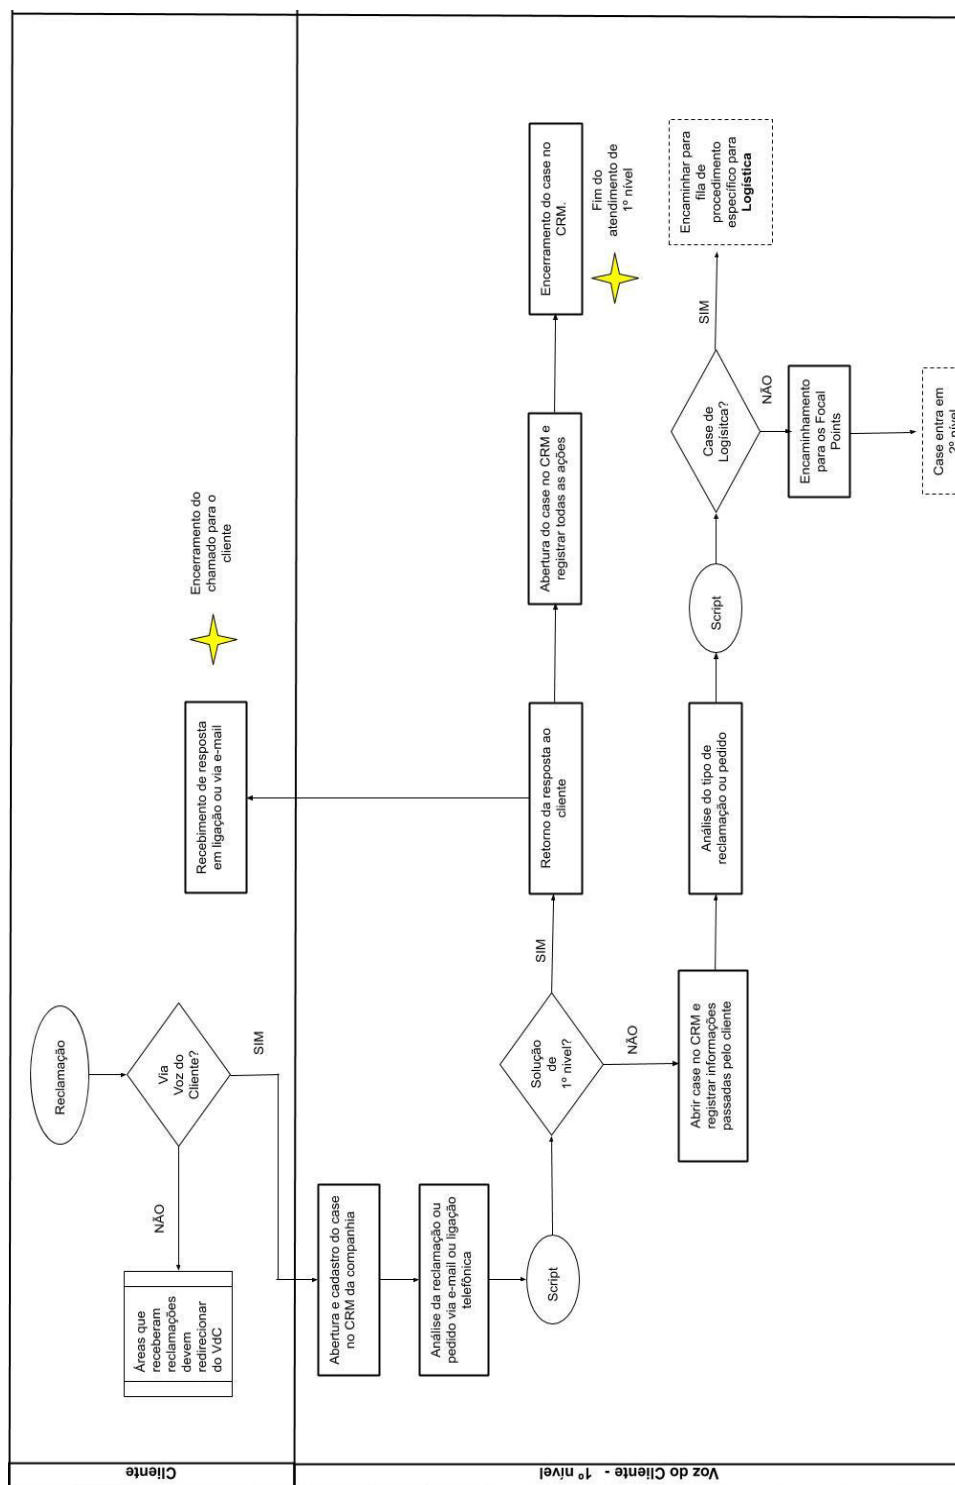 Cliente
Reclamação
Via
Voz do
Cliente?
SIM
NÃO
Áreas que
receberam
reclamações
devem
redirecionar
do VdC
Recebimento de resposta
em ligação ou via e-mail
Encerramento do
chamado para o
cliente
Voz do Cliente - 1º nível
Abertura e cadastro do case
no CRM da companhia
Análise da reclamação ou
pedido via e-mail ou ligação
telefônica
Script
Solução
de
1º nivel?
SIM
NÃO
Retorno da resposta ao
cliente
Abertura do case no CRM e
registrar todas as ações
Encerramento do case no
CRM.
Fim do
atendimento de
1º nível
Abrir case no CRM e
registrar informações
passadas pelo cliente
Análise do tipo de
reclamação ou pedido
Script
Case de
Logísitca?
SIM
NÃO
Encaminhar para
fila de
procedimento
específico para
Logística
Encaminhamento
para os Focal
Points
Case entra em
2º nível